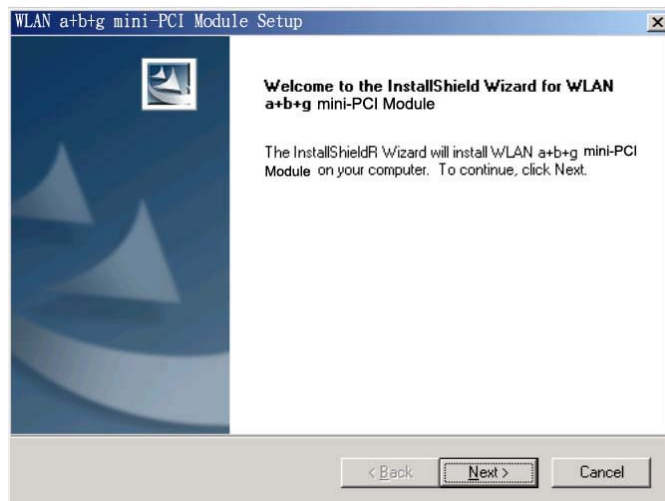 WLAN a+b+g mini-PCI Module Setup
Welcome to the InstallShield Wizard for WLAN
a+b+g mini-PCI Module
The InstallShieldR Wizard will install WLAN a+b+g mini-PCI
Module on your computer. To continue, click Next.
< Back Next > Cancel